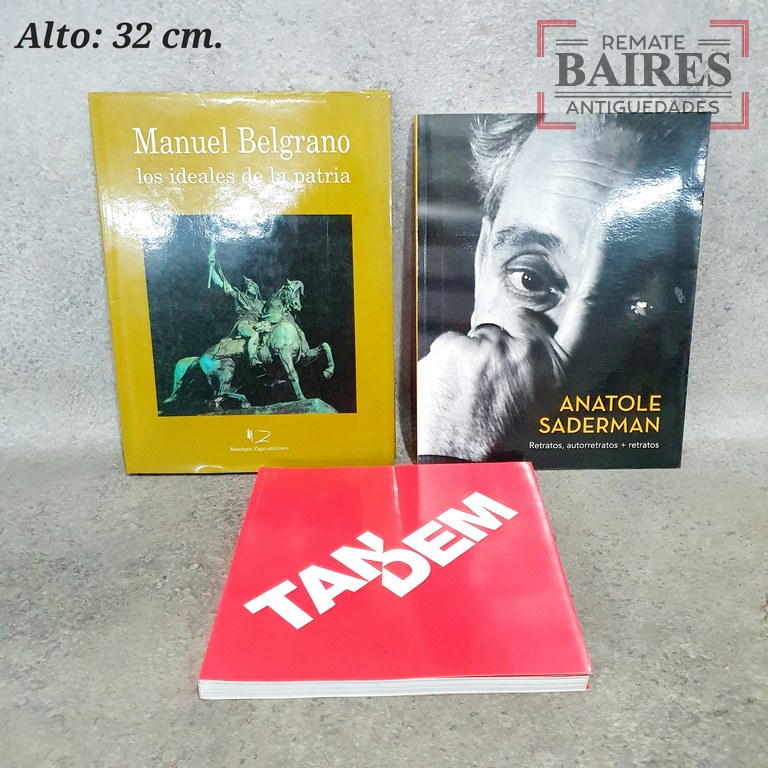 Alto: 32 cm.
REMATE
BAIRES
ANTIGUEDADES
Manuel Belgrano
los ideales de la patria
Manrique Zago ediciones
ANATOLE
SADERMAN
Retratos, autorretratos + retratos
TANDEM